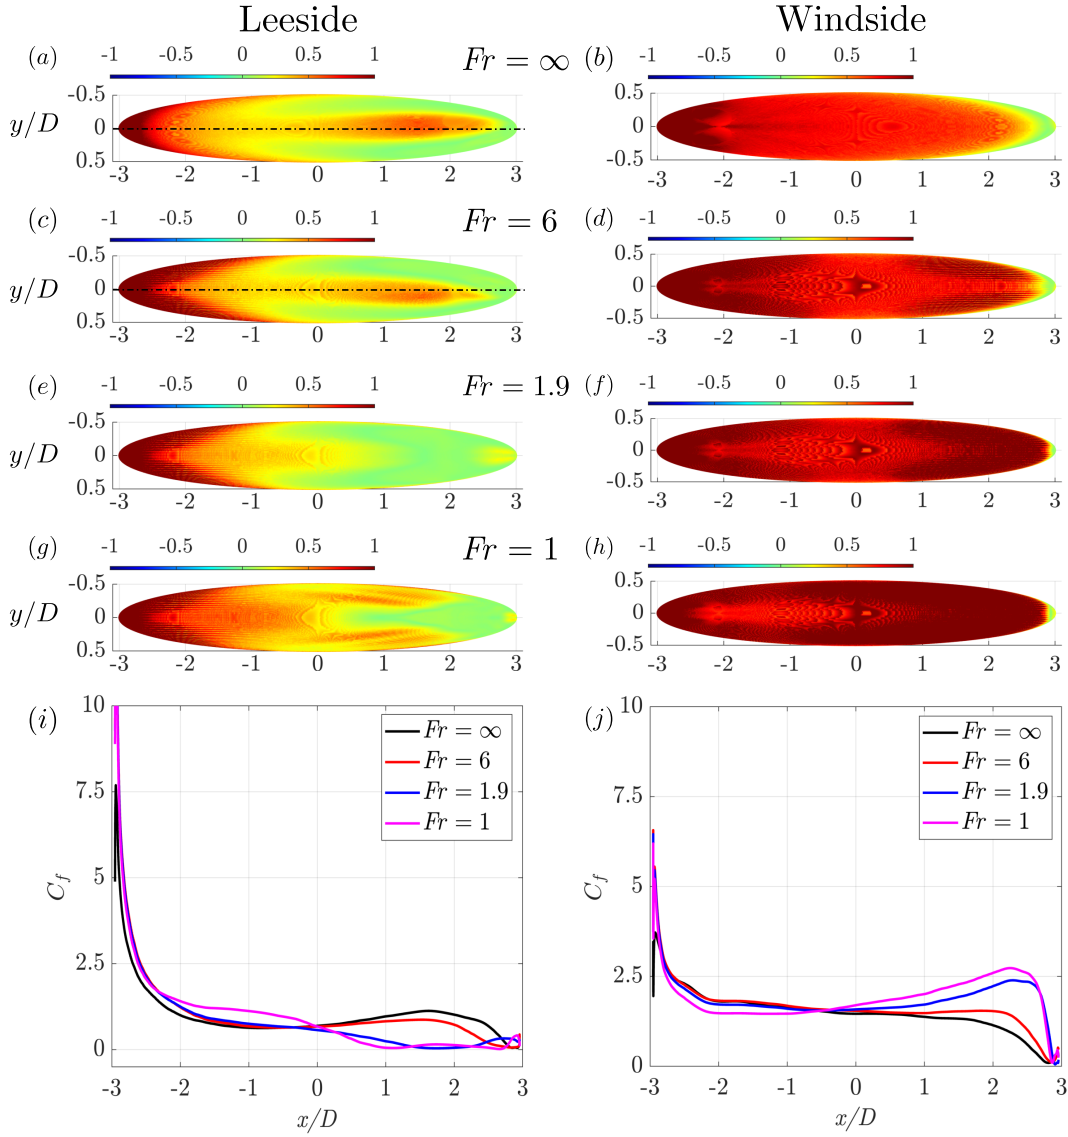 Leeside Windside
(a) -1 -0.5 0 0.5 1 Fr = ∞ (b) -1 -0.5 0 0.5 1
-0.5 0.5
y/D 0 0
0.5 -0.5
-3 -2 -1 0 1 2 3 -3 -2 -1 0 1 2 3
(c) -1 -0.5 0 0.5 1 Fr = 6 (d) -1 -0.5 0 0.5 1
-0.5 0.5
y/D 0 0
0.5 -0.5
-3 -2 -1 0 1 2 3 -3 -2 -1 0 1 2 3
(e) -1 -0.5 0 0.5 1 Fr = 1.9 (f) -1 -0.5 0 0.5 1
-0.5 0.5
y/D 0 0
0.5 -0.5
-3 -2 -1 0 1 2 3 -3 -2 -1 0 1 2 3
(g) -1 -0.5 0 0.5 1 Fr = 1 (h) -1 -0.5 0 0.5 1
-0.5 0.5
y/D 0 0
0.5 -0.5
-3 -2 -1 0 1 2 3 -3 -2 -1 0 1 2 3
(i)
10
7.5
5
2.5
0
C_f
Fr = ∞
Fr = 6
Fr = 1.9
Fr = 1
-3 -2 -1 0 1 2 3
x/D
(j)
10
7.5
5
2.5
0
C_f
Fr = ∞
Fr = 6
Fr = 1.9
Fr = 1
-3 -2 -1 0 1 2 3
x/D